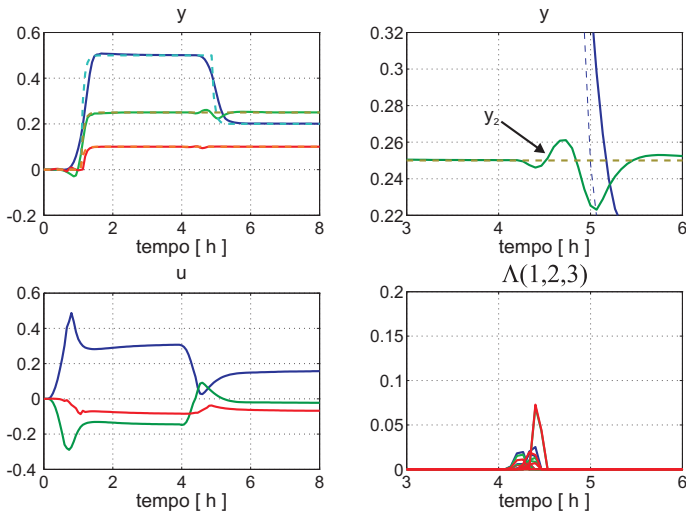 y
0.6
0.4
0.2
0
-0.2
0 2 4 6 8
tempo [ h ]
y
0.32
0.3
0.28
0.26
0.24
0.22
y2
3 4 5 6
tempo [ h ]
u
0.6
0.4
0.2
0
-0.2
-0.4
0 2 4 6 8
tempo [ h ]
Λ(1,2,3)
0.2
0.15
0.1
0.05
0
3 4 5 6
tempo [ h ]